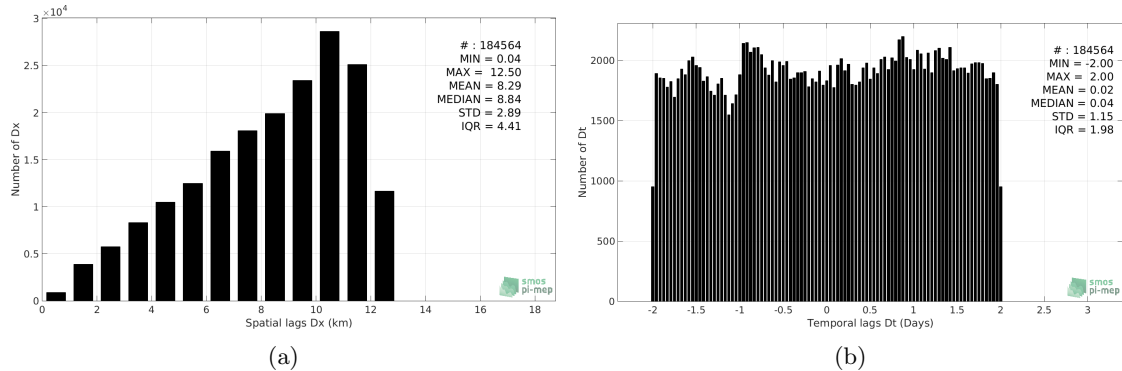 3 ×10⁴
2.5
2
1.5
1
0.5
0
0 2 4 6 8 10 12 14 16 18
Number of Dx
Spatial lags Dx (km)
# : 184564
MIN = 0.04
MAX = 12.50
MEAN = 8.29
MEDIAN = 8.84
STD = 2.89
IQR = 4.41
smos
pi-mep
(a)
2000
1500
1000
500
0
-2 -1.5 -1 -0.5 0 0.5 1 1.5 2 2.5 3
Number of Dt
Temporal lags Dt (Days)
# : 184564
MIN = -2.00
MAX = 2.00
MEAN = 0.02
MEDIAN = 0.04
STD = 1.15
IQR = 1.98
smos
pi-mep
(b)